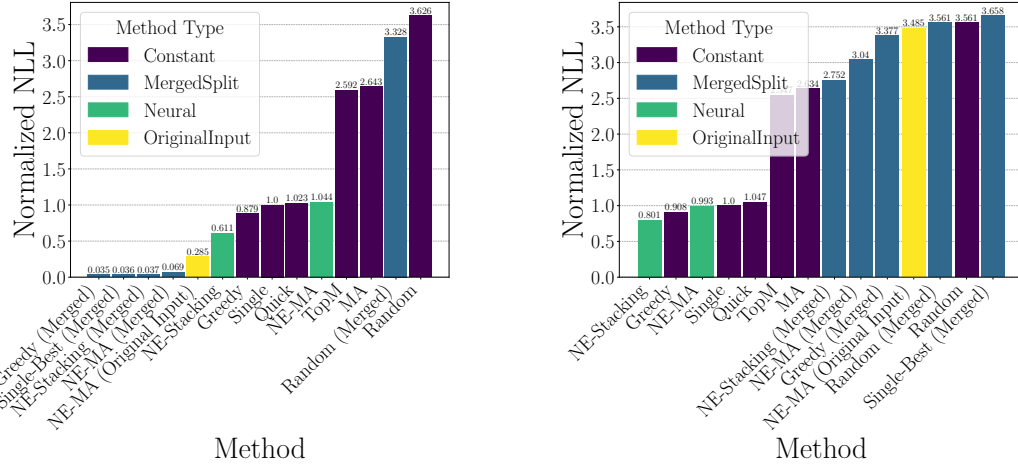 Normalized NLL
3.5
3.0
2.5
2.0
1.5
1.0
0.5
0.0
Method Type
Constant
MergedSplit
Neural
OriginalInput
0.035
0.036
0.037
0.069
0.285
0.611
0.879
1.0
1.023
1.044
2.592
2.643
3.328
3.626
Greedy (Merged)
Single-Best (Merged)
NE-Stacking (Merged)
NE-MA (Merged)
NE-MA (Original Input)
NE-Stacking
Greedy
Single
Quick
NE-MA
TopM
MA
Random (Merged)
Random
Method
Normalized NLL
3.5
3.0
2.5
2.0
1.5
1.0
0.5
0.0
Method Type
Constant
MergedSplit
Neural
OriginalInput
0.801
0.908
0.993
1.0
1.047
2.634
2.752
3.04
3.377
3.485
3.561
3.561
3.658
NE-Stacking
Greedy
NE-MA
Single
Quick
TopM
MA
NE-Stacking (Merged)
NE-MA (Merged)
Greedy (Merged)
NE-MA (Original Input)
Random (Merged)
Random
Single-Best (Merged)
Method